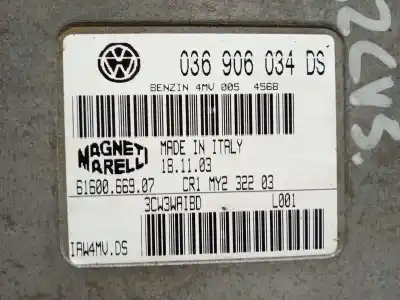 036 906 034 DS
BENZIN 4MV 005 4568
MAGNETI MARELLI
MADE IN ITALY
18.11.03
61600.669.07 CR1 MY2 322 03
3CW3WAIBD L001
IAW4MV.DS